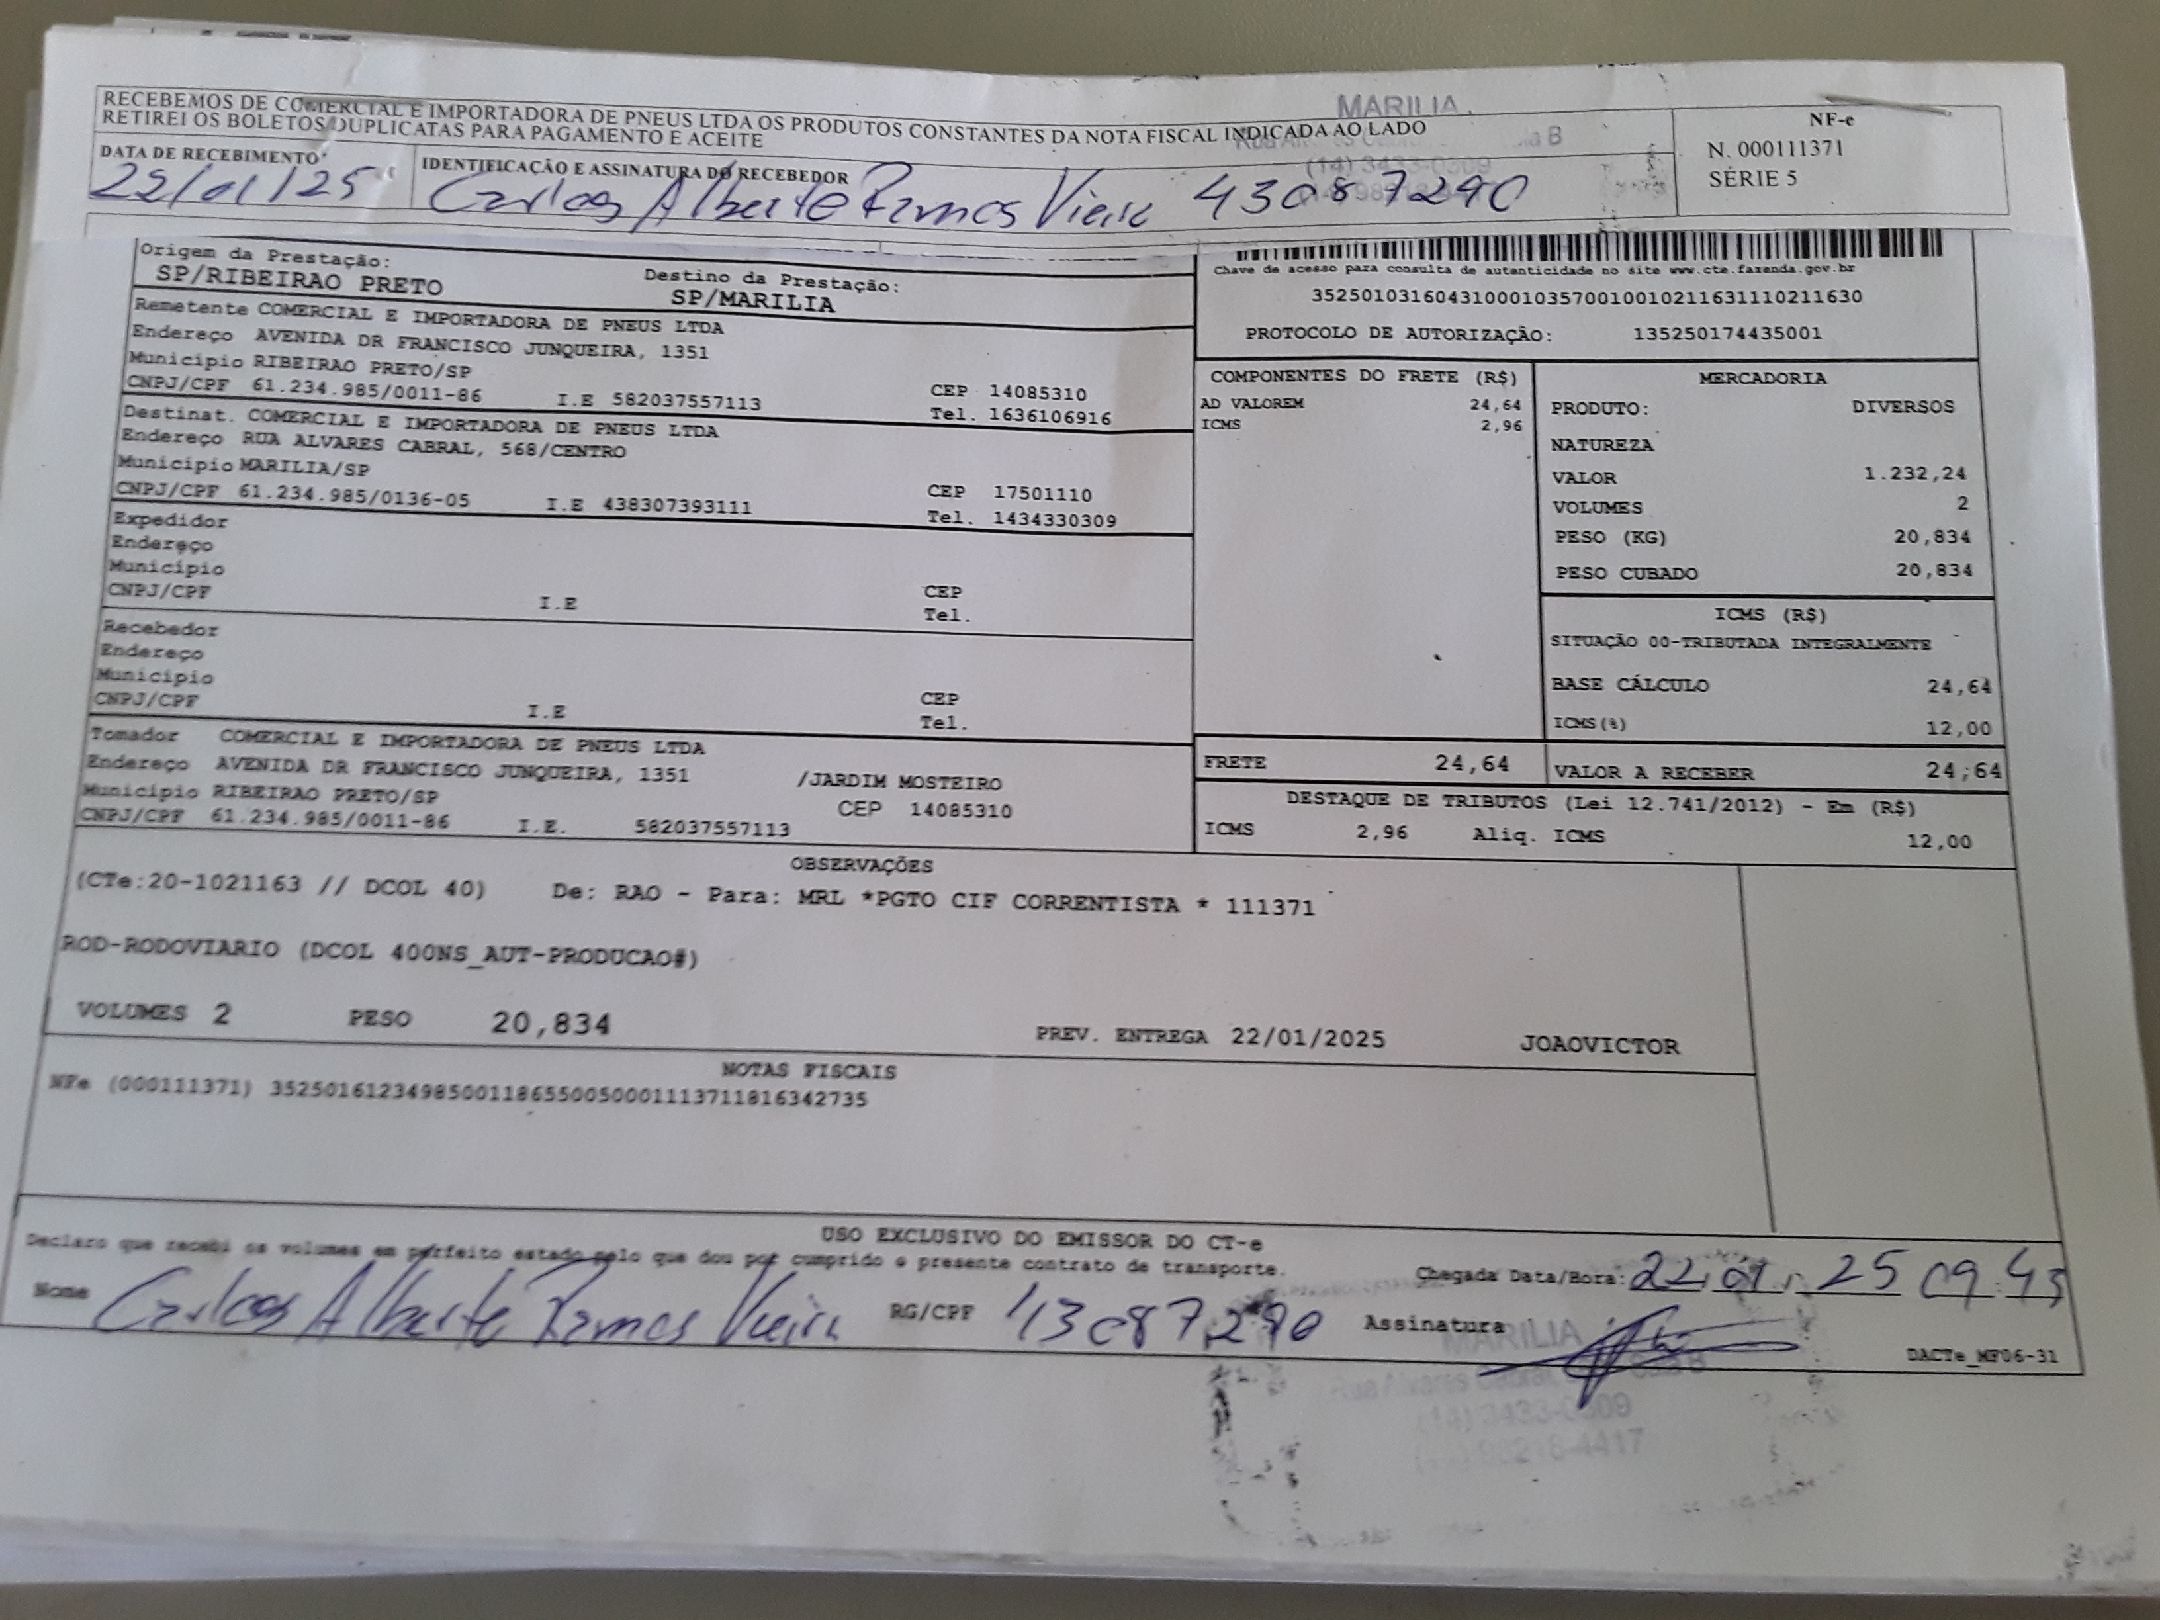 RECEBEMOS DE COMERCIAL E IMPORTADORA DE PNEUS LTDA OS PRODUTOS CONSTANTES DA NOTA FISCAL INDICADA AO LADO
RETIREI OS BOLETOS/DUPLICATAS PARA PAGAMENTO E ACEITE
MARILIA
(14) 3433-0309
NF-e
N. 000111371
SÉRIE 5
DATA DE RECEBIMENTO
22/01/25
IDENTIFICAÇÃO E ASSINATURA DO RECEBEDOR
Carlos Alberto Ramos Vieira 43087290
Origem da Prestação:
SP/RIBEIRAO PRETO
Destino da Prestação:
SP/MARILIA
Chave de acesso para consulta de autenticidade no site www.cte.fazenda.gov.br
35250103160431000103570010010211631110211630
PROTOCOLO DE AUTORIZAÇÃO: 135250174435001
Remetente COMERCIAL E IMPORTADORA DE PNEUS LTDA
Endereço AVENIDA DR FRANCISCO JUNQUEIRA, 1351
Município RIBEIRAO PRETO/SP CEP 14085310
CNPJ/CPF 61.234.985/0011-86 I.E 582037557113 Tel. 1636106916
Destinat. COMERCIAL E IMPORTADORA DE PNEUS LTDA
Endereço RUA ALVARES CABRAL, 568/CENTRO
Município MARILIA/SP CEP 17501110
CNPJ/CPF 61.234.985/0136-05 I.E 438307393111 Tel. 1434330309
Expedidor
Endereço
Município CEP
CNPJ/CPF I.E Tel.
Recebedor
Endereço
Município CEP
CNPJ/CPF I.E Tel.
Tomador COMERCIAL E IMPORTADORA DE PNEUS LTDA
Endereço AVENIDA DR FRANCISCO JUNQUEIRA, 1351 /JARDIM MOSTEIRO
Município RIBEIRAO PRETO/SP CEP 14085310
CNPJ/CPF 61.234.985/0011-86 I.E. 582037557113
COMPONENTES DO FRETE (R$)
AD VALOREM 24,64
ICMS 2,96
MERCADORIA
PRODUTO: DIVERSOS
NATUREZA
VALOR 1.232,24
VOLUMES 2
PESO (KG) 20,834
PESO CUBADO 20,834
ICMS (R$)
SITUAÇÃO 00-TRIBUTADA INTEGRALMENTE
BASE CÁLCULO 24,64
ICMS(%) 12,00
FRETE 24,64 VALOR A RECEBER 24,64
DESTAQUE DE TRIBUTOS (Lei 12.741/2012) - Em (R$)
ICMS 2,96 Aliq. ICMS 12,00
OBSERVAÇÕES
(CTe:20-1021163 // DCOL 40) De: RAO - Para: MRL *PGTO CIF CORRENTISTA * 111371
ROD-RODOVIARIO (DCOL 400NS_AUT-PRODUCAO#)
VOLUMES 2 PESO 20,834 PREV. ENTREGA 22/01/2025 JOAOVICTOR
NOTAS FISCAIS
NFe (000111371) 35250161234985001186550050001113711816342735
USO EXCLUSIVO DO EMISSOR DO CT-e
Declaro que recebi os volumes em perfeito estado pelo que dou por cumprido o presente contrato de transporte.
Chegada Data/Hora: 22 01 25 09:43
Nome Carlos Alberto Ramos Vieira RG/CPF 43087290 Assinatura
DACTe_MF06-31
MARILIA
Rua Alvares Cabral
(14) 3433-0309